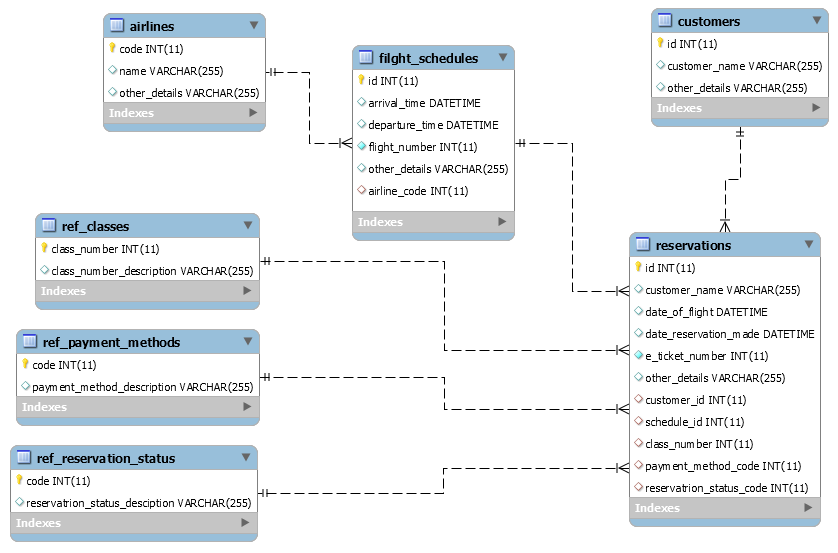 airlines
code INT(11)
name VARCHAR(255)
other_details VARCHAR(255)
Indexes
filght_schedules
id INT(11)
arrival_time DATETIME
departure_time DATETIME
flight_number INT(11)
other_details VARCHAR(255)
airline_code INT(11)
Indexes
customers
id INT(11)
customer_name VARCHAR(255)
other_details VARCHAR(255)
Indexes
ref_classes
class_number INT(11)
class_number_description VARCHAR(255)
Indexes
ref_payment_methods
code INT(11)
payment_method_description VARCHAR(255)
Indexes
ref_reservation_status
code INT(11)
reservatrion_status_desciption VARCHAR(255)
Indexes
reservations
id INT(11)
customer_name VARCHAR(255)
date_of_flight DATETIME
date_reservation_made DATETIME
e_ticket_number INT(11)
other_details VARCHAR(255)
customer_id INT(11)
schedule_id INT(11)
class_number INT(11)
payment_method_code INT(11)
reservatrion_status_code INT(11)
Indexes